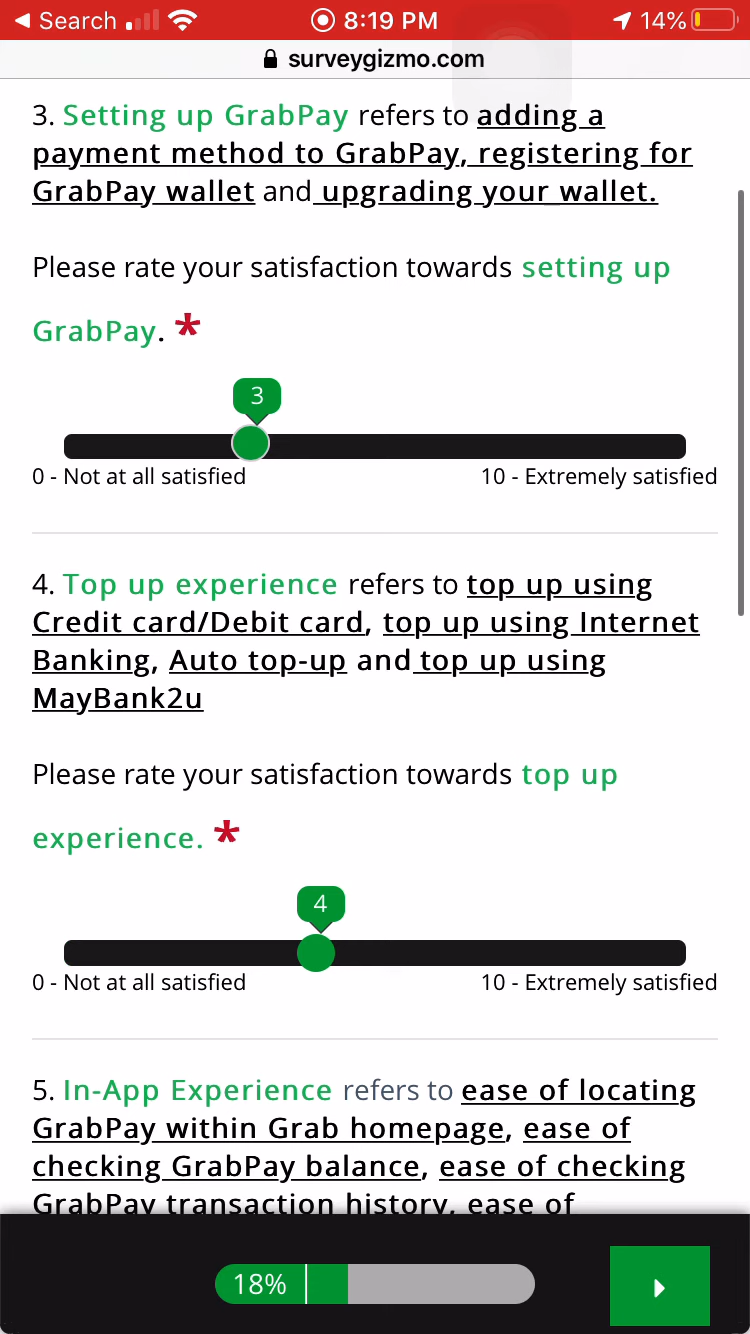 Search 8:19 PM 14%
surveygizmo.com
3. Setting up GrabPay refers to adding a
payment method to GrabPay, registering for
GrabPay wallet and upgrading your wallet.
Please rate your satisfaction towards setting up
GrabPay. *
3
0 - Not at all satisfied 10 - Extremely satisfied
4. Top up experience refers to top up using
Credit card/Debit card, top up using Internet
Banking, Auto top-up and top up using
MayBank2u
Please rate your satisfaction towards top up
experience. *
4
0 - Not at all satisfied 10 - Extremely satisfied
5. In-App Experience refers to ease of locating
GrabPay within Grab homepage, ease of
checking GrabPay balance, ease of checking
GrabPay transaction history, ease of
18%